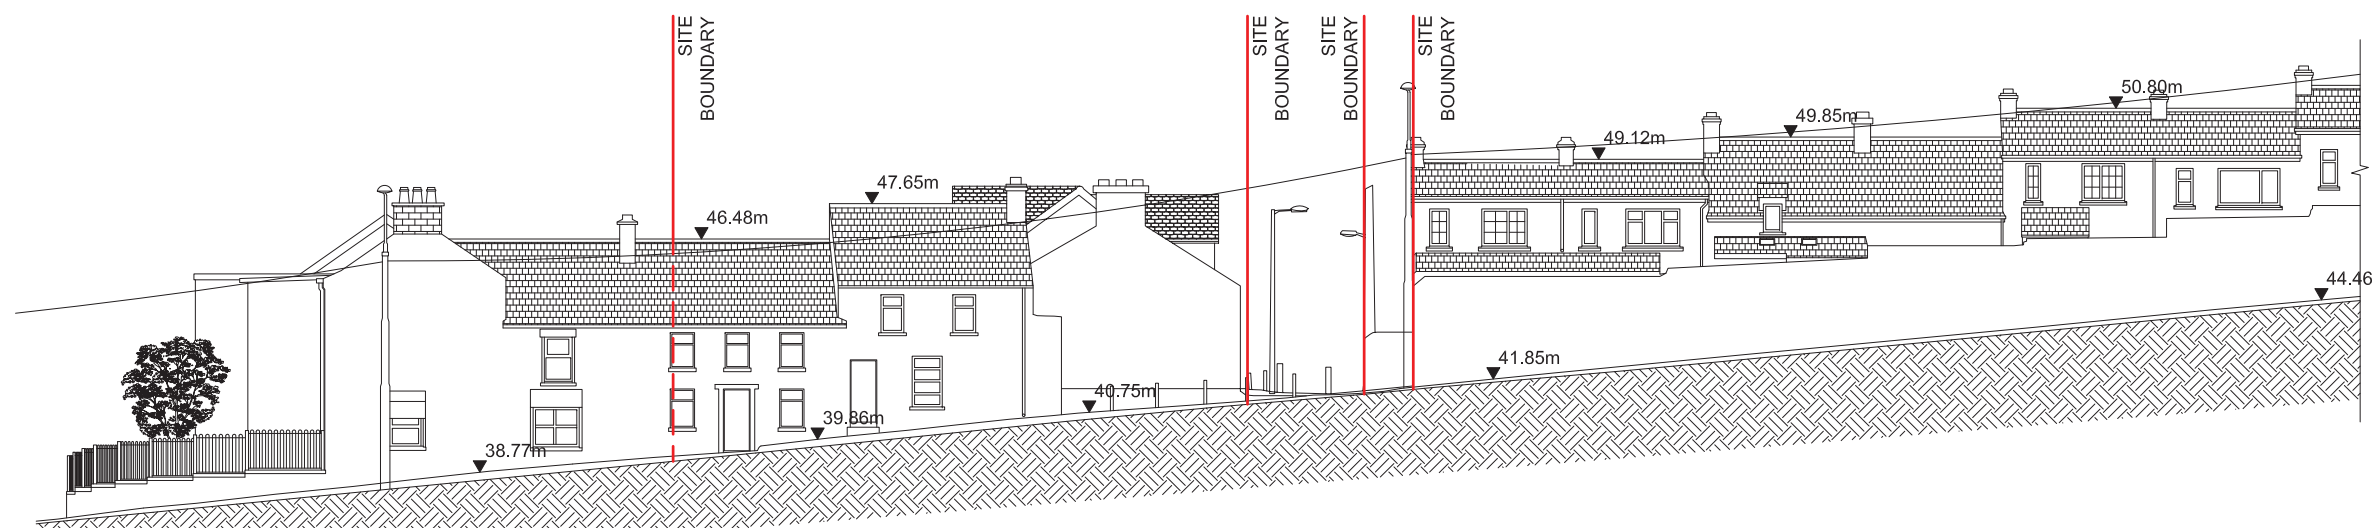 SITE
BOUNDARY
SITE
BOUNDARY
SITE
BOUNDARY
SITE
BOUNDARY
46.48m
47.65m
49.12m
49.85m
50.80m
38.77m
39.86m
40.75m
41.85m
44.46